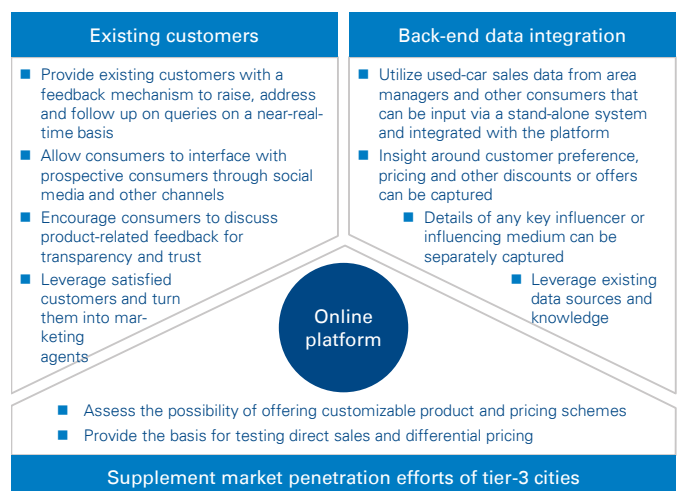 Existing customers
Provide existing customers with a
feedback mechanism to raise, address
and follow up on queries on a near-real-
time basis
Allow consumers to interface with
prospective consumers through social
media and other channels
Encourage consumers to discuss
product-related feedback for
transparency and trust
Leverage satisfied
customers and turn
them into mar-
keting
agents
Back-end data integration
Utilize used-car sales data from area
managers and other consumers that
can be input via a stand-alone system
and integrated with the platform
Insight around customer preference,
pricing and other discounts or offers
can be captured
Details of any key influencer or
influencing medium can be
separately captured
Leverage existing
data sources and
knowledge
Online
platform
Assess the possibility of offering customizable product and pricing schemes
Provide the basis for testing direct sales and differential pricing
Supplement market penetration efforts of tier-3 cities